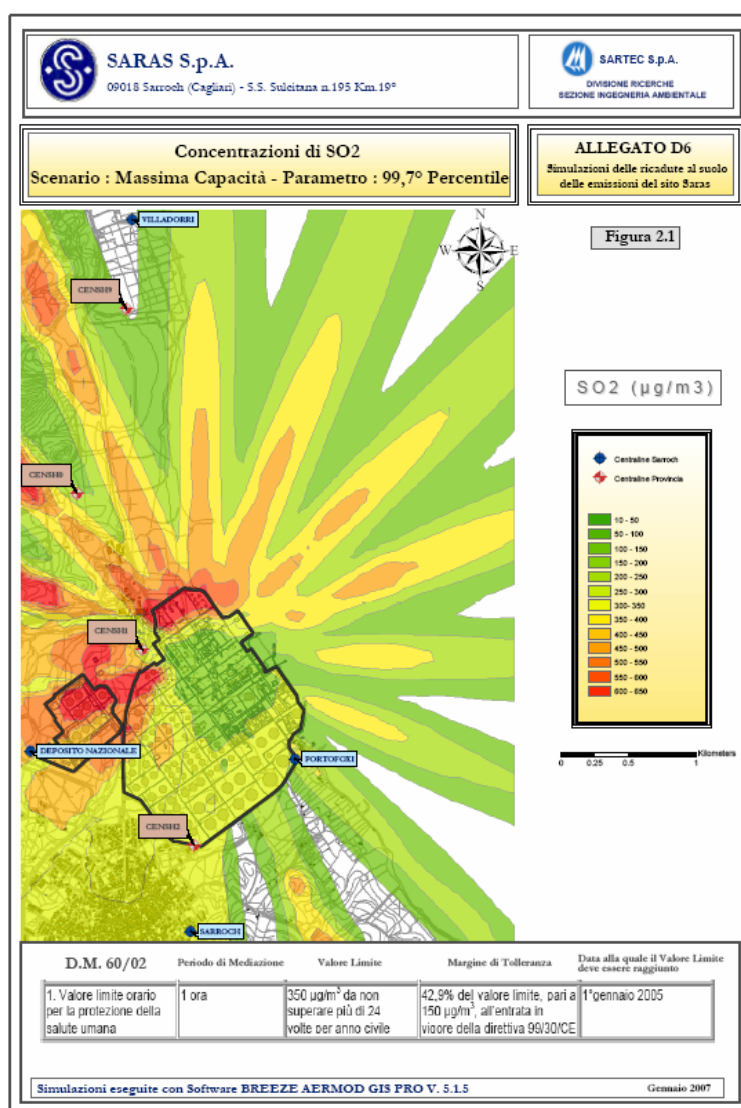 SARAS S.p.A.
09018 Sarroch (Cagliari) - S.S. Sulcitana n.195 Km.19°
SARTEC S.p.A.
DIVISIONE RICERCHE
SEZIONE INGEGNERIA AMBIENTALE
Concentrazioni di SO2
Scenario : Massima Capacità - Parametro : 99,7° Percentile
ALLEGATO D6
Simulazioni delle ricadute al suolo
delle emissioni del sito Saras
Figura 2.1
VILLADORRI
N
W
E
S
CENSH9
CENSH8
CENSH1
DEPOSITO NAZIONALE
PORTOFOXI
CENSH2
SARROCH
SO2 (µg/m3)
Centraline Sarroch
Centraline Provincia
10 - 50
50 - 100
100 - 150
150 - 200
200 - 250
250 - 300
300- 350
350 - 400
400 - 450
450 - 500
500 - 550
550 - 600
600 - 650
Kilometers
0 0.25 0.5 1
D.M. 60/02 Periodo di Mediazione Valore Limite Margine di Tolleranza Data alla quale il Valore Limite
deve essere raggiunto
1. Valore limite orario 1 ora 350 µg/m³ da non 42,9% del valore limite, pari a 1°gennaio 2005
per la protezione della superare più di 24 150 µg/m³, all'entrata in
salute umana volte per anno civile vigore della direttiva 99/30/CE
Simulazioni eseguite con Software BREEZE AERMOD GIS PRO V. 5.1.5 Gennaio 2007